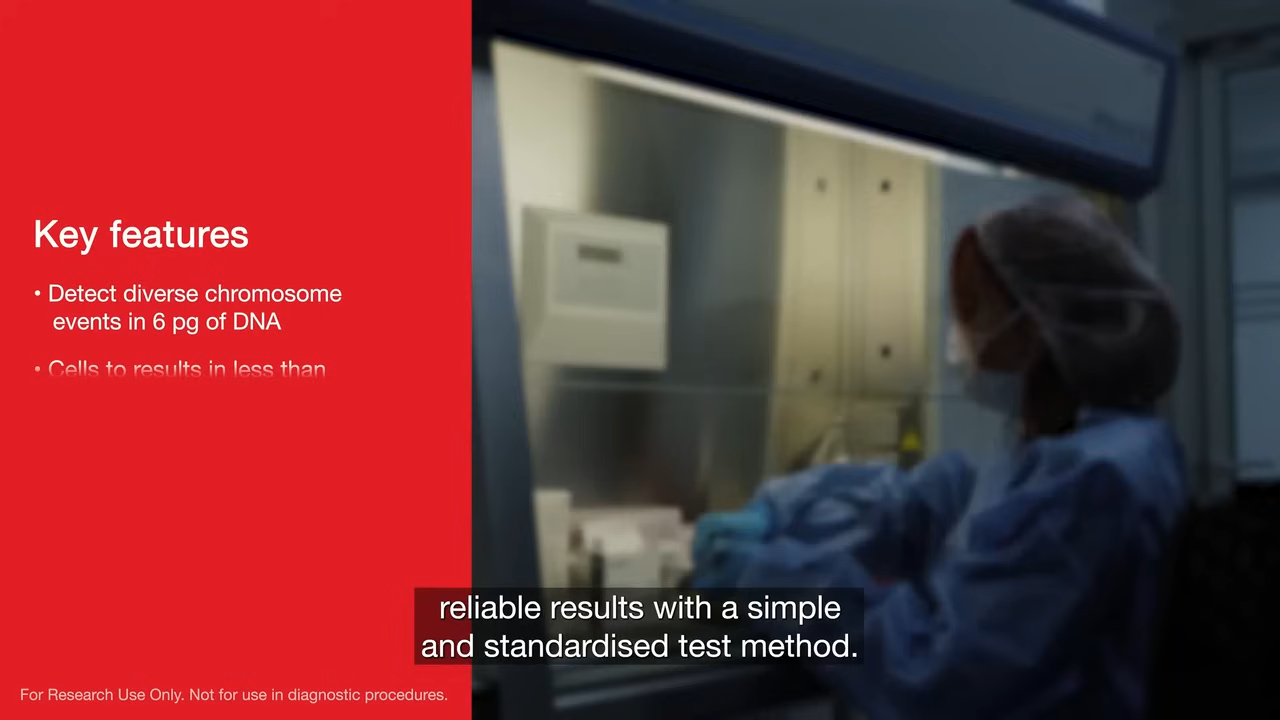 Key features
• Detect diverse chromosome
events in 6 pg of DNA
• Cells to results in less than
reliable results with a simple
and standardised test method.
For Research Use Only. Not for use in diagnostic procedures.